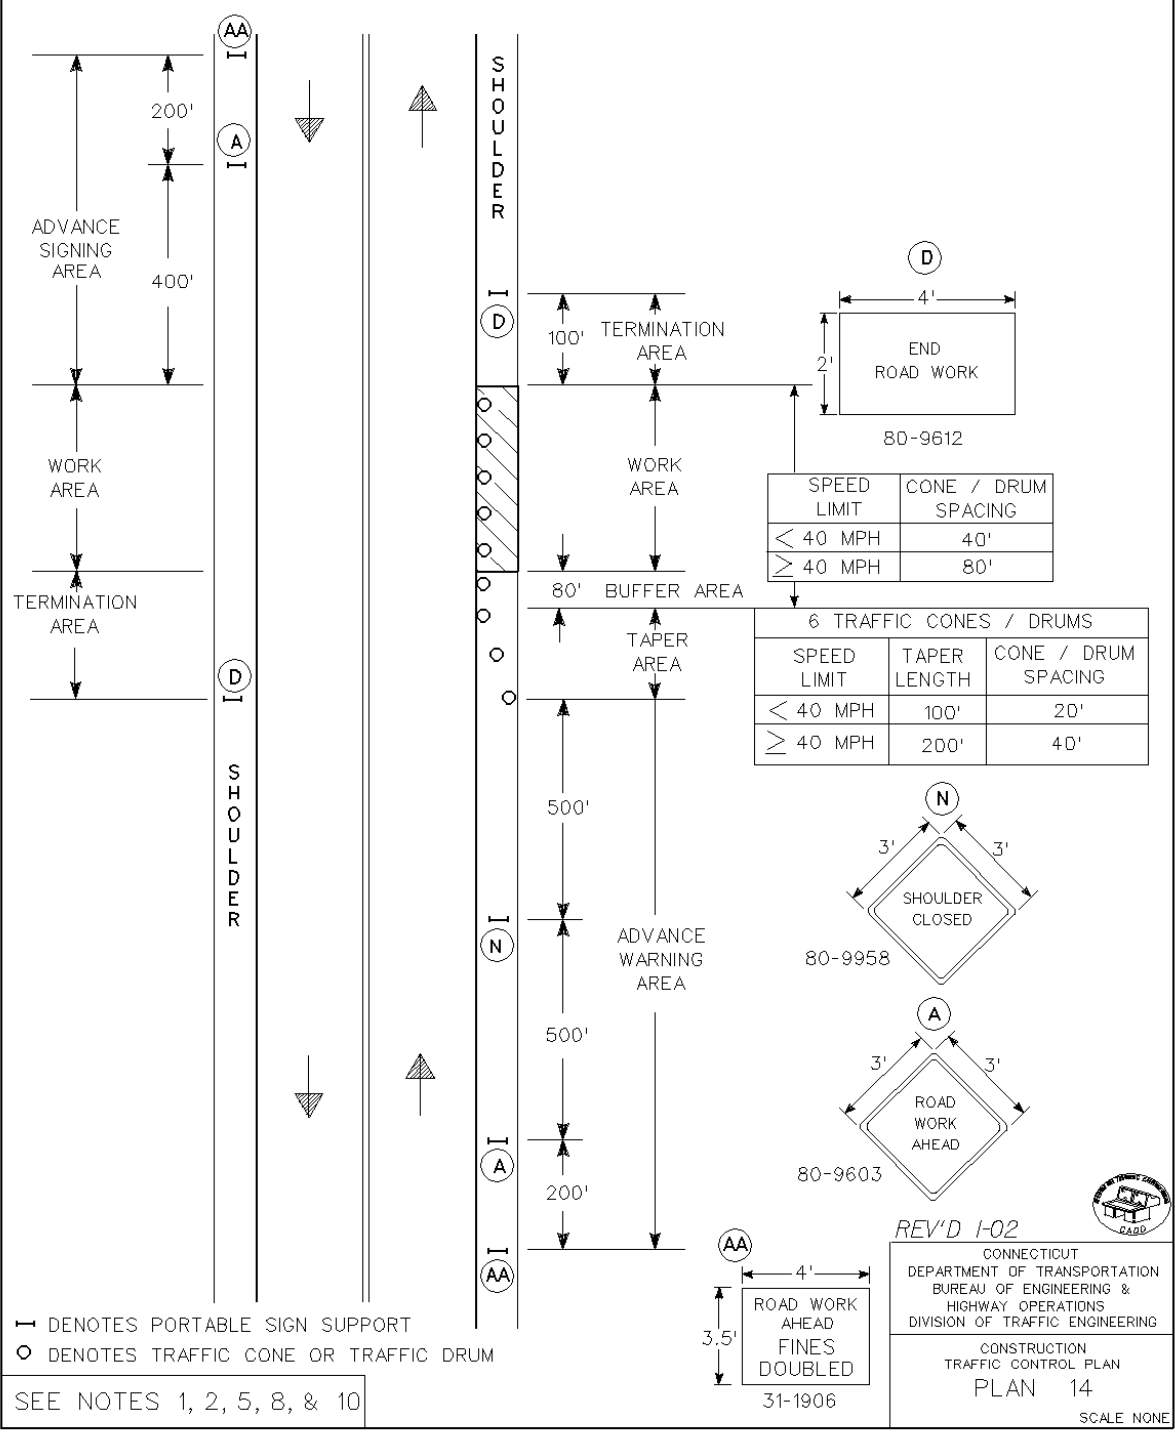 AA
200'
A
ADVANCE
SIGNING
AREA
400'
SHOULDER
D
100'
TERMINATION
AREA
D
4'
2'
END
ROAD WORK
80-9612
WORK
AREA
WORK
AREA
SPEED
LIMIT
CONE / DRUM
SPACING
< 40 MPH
40'
≥ 40 MPH
80'
TERMINATION
AREA
80'
BUFFER AREA
TAPER
AREA
6 TRAFFIC CONES / DRUMS
SPEED
LIMIT
TAPER
LENGTH
CONE / DRUM
SPACING
< 40 MPH
100'
20'
≥ 40 MPH
200'
40'
D
SHOULDER
500'
N
3'
3'
SHOULDER
CLOSED
80-9958
N
ADVANCE
WARNING
AREA
500'
A
3'
3'
ROAD
WORK
AHEAD
80-9603
A
200'
AA
AA
4'
3.5'
ROAD WORK
AHEAD
FINES
DOUBLED
31-1906
DENOTES PORTABLE SIGN SUPPORT
DENOTES TRAFFIC CONE OR TRAFFIC DRUM
SEE NOTES 1, 2, 5, 8, & 10
CADD
REV'D 1-02
CONNECTICUT
DEPARTMENT OF TRANSPORTATION
BUREAU OF ENGINEERING &
HIGHWAY OPERATIONS
DIVISION OF TRAFFIC ENGINEERING
CONSTRUCTION
TRAFFIC CONTROL PLAN
PLAN 14
SCALE NONE